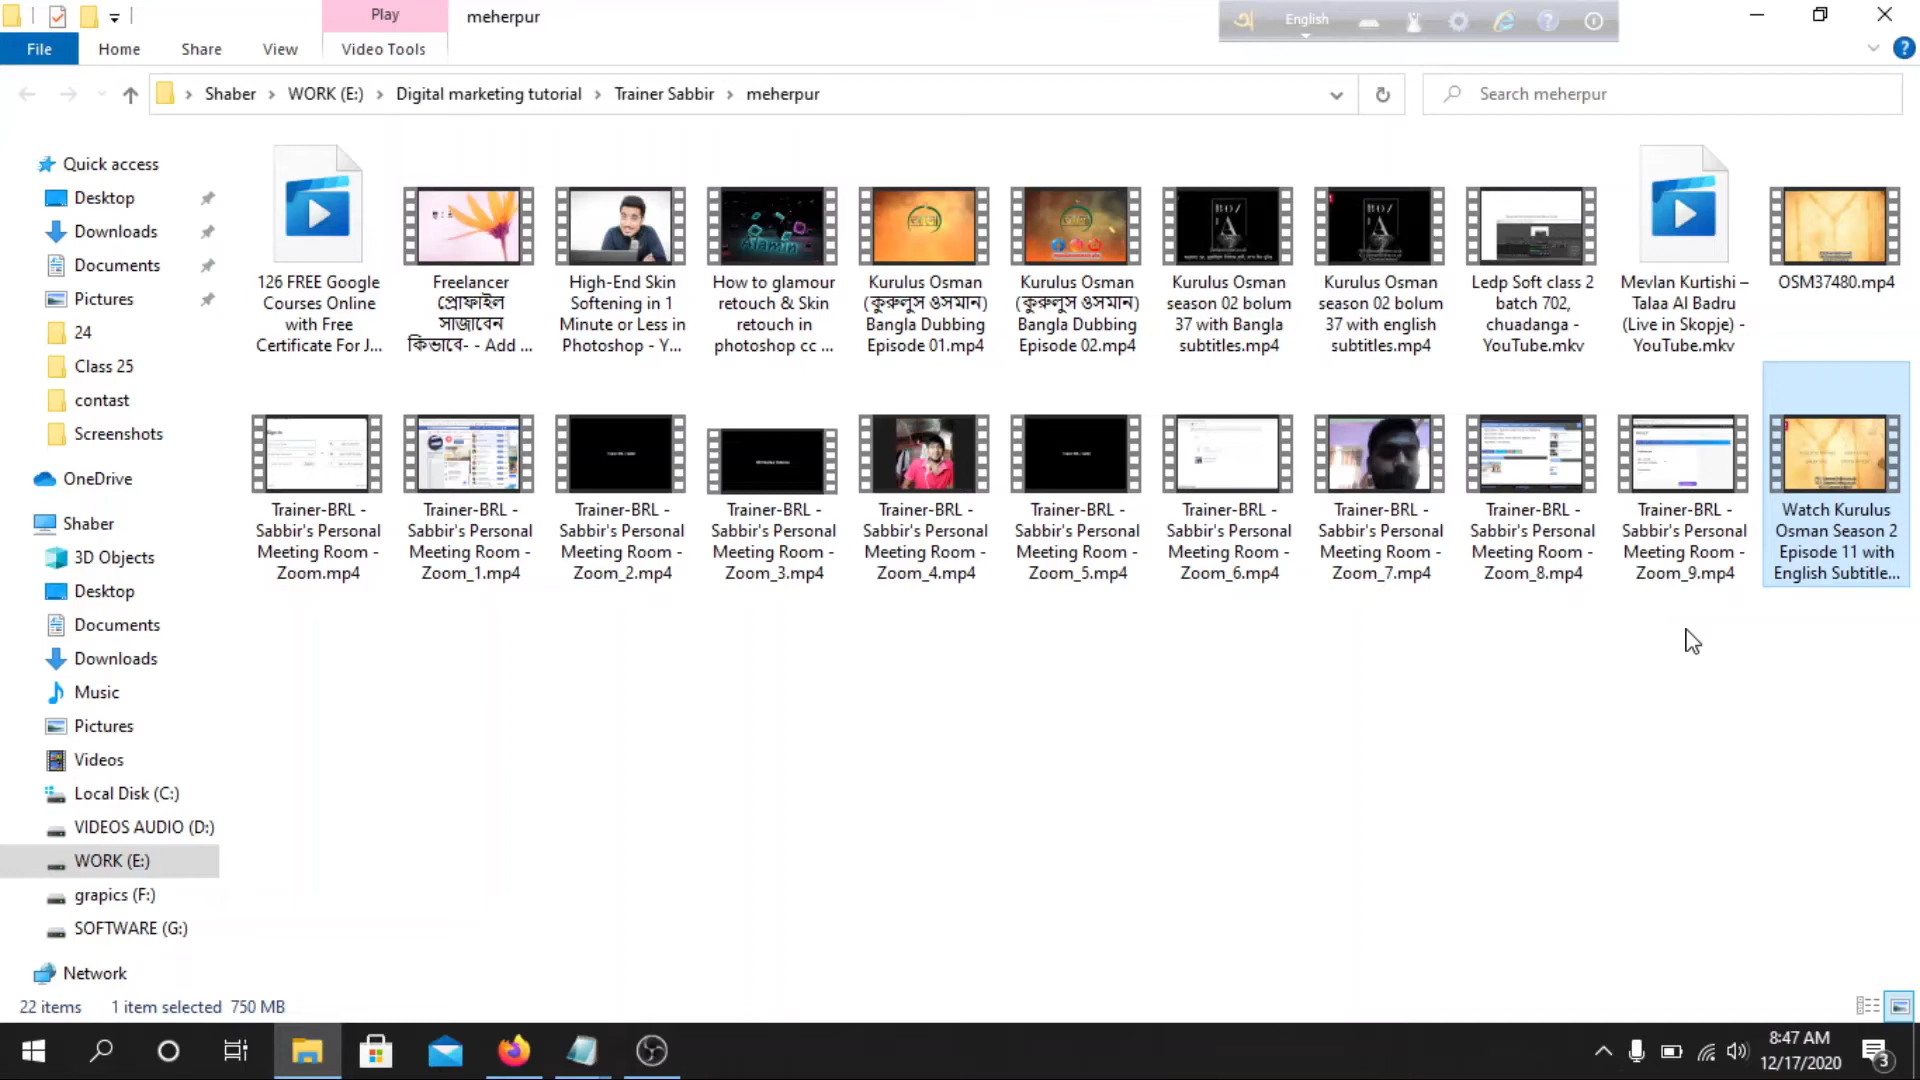 Play
meherpur
English
File
Home
Share
View
Video Tools
Shaber
WORK (E:)
Digital marketing tutorial
Trainer Sabbir
meherpur
Search meherpur
Quick access
Desktop
Downloads
Documents
Pictures
24
Class 25
contast
Screenshots
OneDrive
Shaber
3D Objects
Desktop
Documents
Downloads
Music
Pictures
Videos
Local Disk (C:)
VIDEOS AUDIO (D:)
WORK (E:)
grapics (F:)
SOFTWARE (G:)
Network
126 FREE Google
Courses Online
with Free
Certificate For J...
Freelancer
প্রোফাইল
সাজাবেন
কিভাবে- - Add ...
High-End Skin
Softening in 1
Minute or Less in
Photoshop - Y...
How to glamour
retouch & Skin
retouch in
photoshop cc ...
Kurulus Osman
(কুরুলুস ওসমান)
Bangla Dubbing
Episode 01.mp4
Kurulus Osman
(কুরুলুস ওসমান)
Bangla Dubbing
Episode 02.mp4
Kurulus Osman
season 02 bolum
37 with Bangla
subtitles.mp4
Kurulus Osman
season 02 bolum
37 with english
subtitles.mp4
Ledp Soft class 2
batch 702,
chuadanga -
YouTube.mkv
Mevlan Kurtishi –
Talaa Al Badru
(Live in Skopje) -
YouTube.mkv
OSM37480.mp4
Trainer-BRL -
Sabbir's Personal
Meeting Room -
Zoom.mp4
Trainer-BRL -
Sabbir's Personal
Meeting Room -
Zoom_1.mp4
Trainer-BRL -
Sabbir's Personal
Meeting Room -
Zoom_2.mp4
Trainer-BRL -
Sabbir's Personal
Meeting Room -
Zoom_3.mp4
Trainer-BRL -
Sabbir's Personal
Meeting Room -
Zoom_4.mp4
Trainer-BRL -
Sabbir's Personal
Meeting Room -
Zoom_5.mp4
Trainer-BRL -
Sabbir's Personal
Meeting Room -
Zoom_6.mp4
Trainer-BRL -
Sabbir's Personal
Meeting Room -
Zoom_7.mp4
Trainer-BRL -
Sabbir's Personal
Meeting Room -
Zoom_8.mp4
Trainer-BRL -
Sabbir's Personal
Meeting Room -
Zoom_9.mp4
Watch Kurulus
Osman Season 2
Episode 11 with
English Subtitle...
22 items
1 item selected 750 MB
8:47 AM
12/17/2020
3